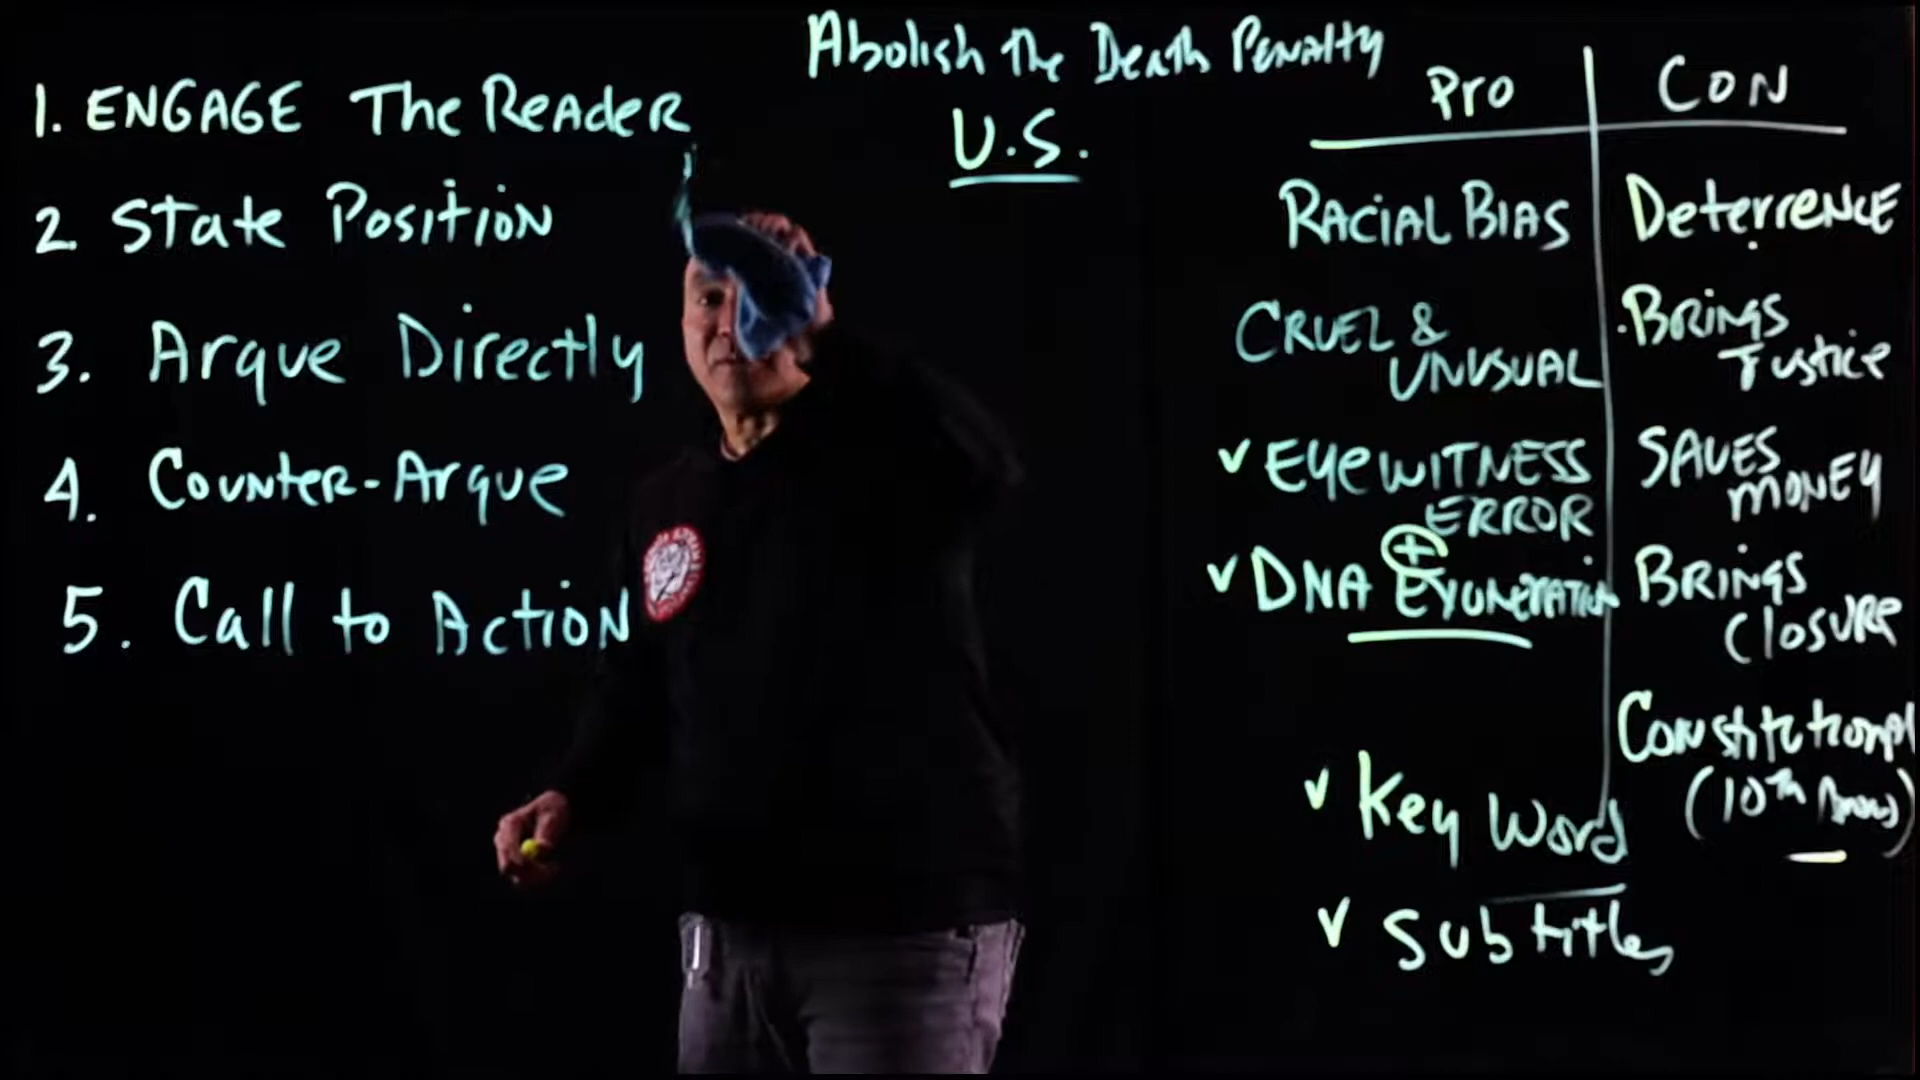 Abolish The Death Penalty
U.S.
1. ENGAGE The Reader
2 State Position
3. Argue Directly
4. Counter-Argue
5. Call to Action
Pro
RACIAL BIAS
CRUEL &
UNUSUAL
✓ EyeWITNESS
ERROR
+
✓ DNA Exoneration
✓ Key Word
✓ Subtitles
CON
DeterrENCE
BRINGS
Justice
SAVES
MONEY
BRINGS
Closure
Constitutional
(10th